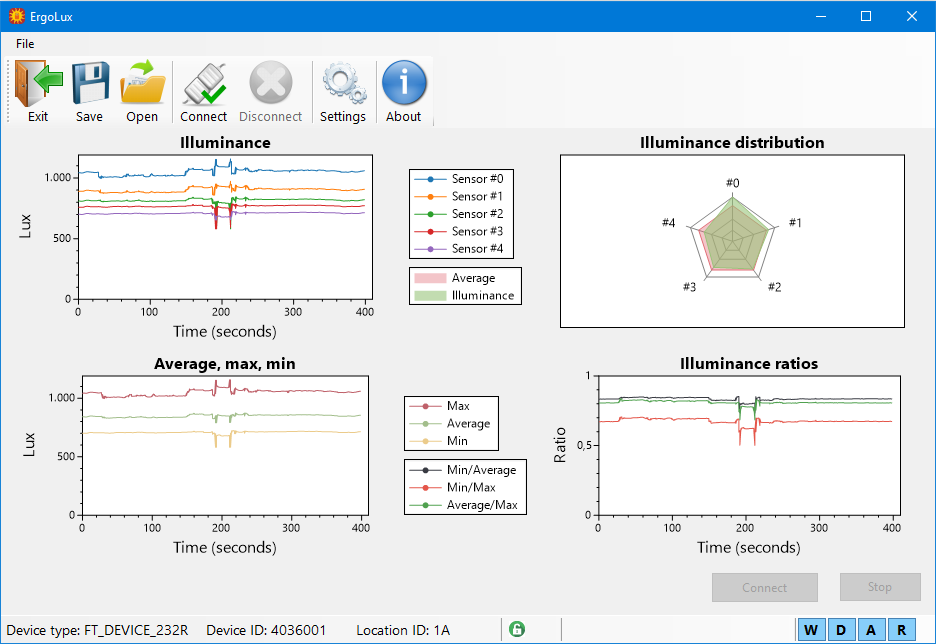 ErgoLux
File
Exit Save Open Connect Disconnect Settings About
Illuminance
Lux
1.000
500
0
0 100 200 300 400
Time (seconds)
Sensor #0
Sensor #1
Sensor #2
Sensor #3
Sensor #4
Average
Illuminance
Illuminance distribution
#0
#4 #1
#3 #2
Average, max, min
Lux
1.000
500
0
0 100 200 300 400
Time (seconds)
Max
Average
Min
Min/Average
Min/Max
Average/Max
Illuminance ratios
Ratio
1
0,5
0
0 100 200 300 400
Time (seconds)
Connect Stop
Device type: FT_DEVICE_232R Device ID: 4036001 Location ID: 1A W D A R